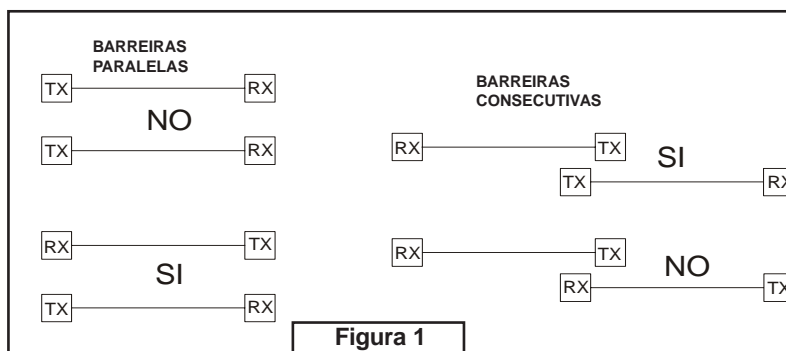 BARREIRAS
PARALELAS
TX RX
NO
TX RX
RX TX
SI
TX RX
BARREIRAS
CONSECUTIVAS
RX TX
SI
TX RX
RX TX
NO
RX TX
Figura 1